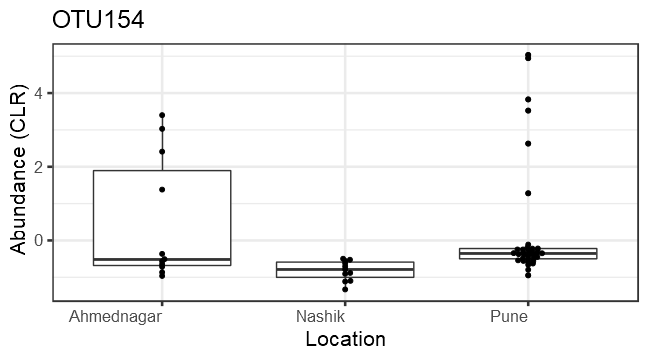 OTU154
Abundance (CLR)
4
2
0
Ahmednagar
Nashik
Pune
Location